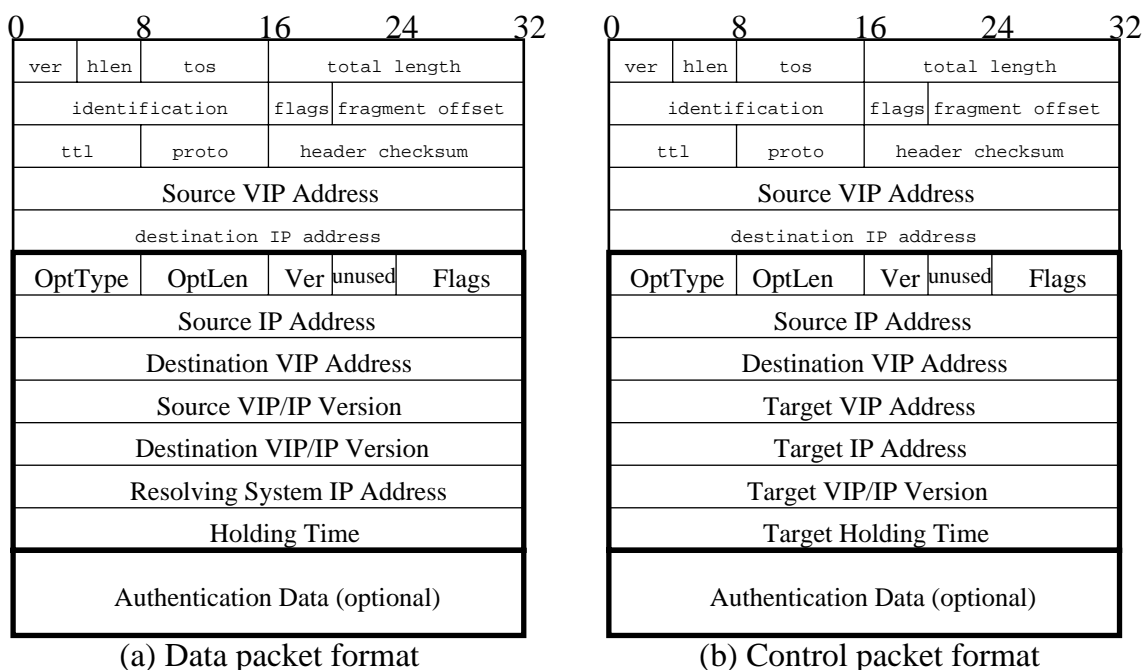 0 8 16 24 32
ver hlen tos total length
identification flags fragment offset
ttl proto header checksum
Source VIP Address
destination IP address
OptType OptLen Ver unused Flags
Source IP Address
Destination VIP Address
Source VIP/IP Version
Destination VIP/IP Version
Resolving System IP Address
Holding Time
Authentication Data (optional)
(a) Data packet format
0 8 16 24 32
ver hlen tos total length
identification flags fragment offset
ttl proto header checksum
Source VIP Address
destination IP address
OptType OptLen Ver unused Flags
Source IP Address
Destination VIP Address
Target VIP Address
Target IP Address
Target VIP/IP Version
Target Holding Time
Authentication Data (optional)
(b) Control packet format